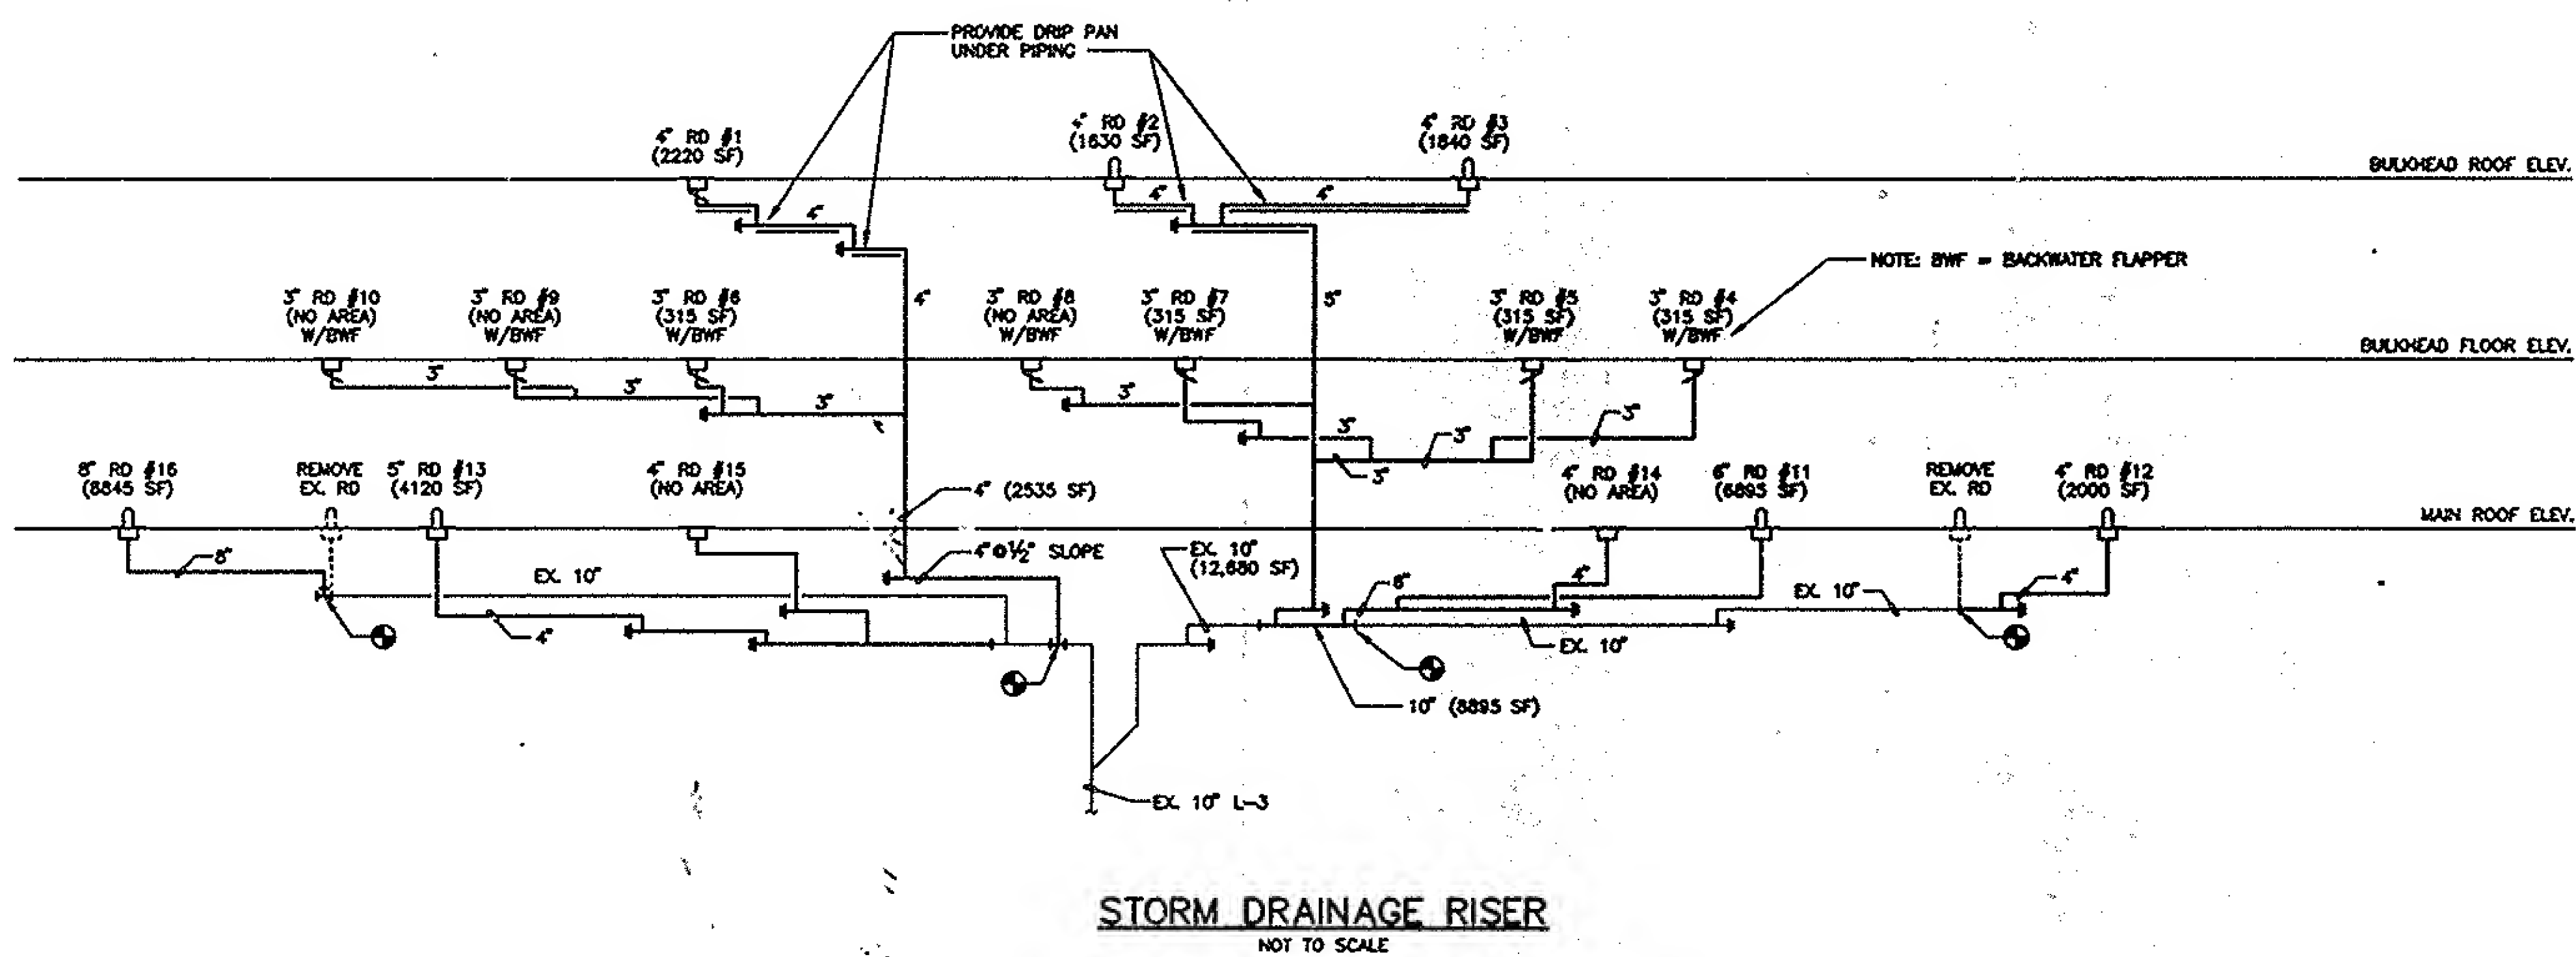 PROVIDE DRIP PAN
UNDER PIPING
4" RD #1
(2220 SF)
4" RD #2
(1630 SF)
4" RD #3
(1840 SF)
BULKHEAD ROOF ELEV.
4"
4"
4"
NOTE: BWF = BACKWATER FLAPPER
3" RD #10
(NO AREA)
W/BWF
3" RD #9
(NO AREA)
W/BWF
3" RD #6
(315 SF)
W/BWF
4"
3" RD #8
(NO AREA)
W/BWF
3" RD #7
(315 SF)
W/BWF
5"
3" RD #5
(315 SF)
W/BWF
3" RD #4
(315 SF)
W/BWF
BULKHEAD FLOOR ELEV.
3"
3"
3"
3"
3"
3"
3"
3"
8" RD #16
(8845 SF)
REMOVE
EX. RD
5" RD #13
(4120 SF)
4" RD #15
(NO AREA)
4" (2535 SF)
4" RD #14
(NO AREA)
6" RD #11
(6895 SF)
REMOVE
EX. RD
4" RD #12
(2000 SF)
MAIN ROOF ELEV.
8"
EX. 10"
4"@1/2" SLOPE
EX. 10"
(12,680 SF)
8"
4"
EX. 10"
4"
4"
EX. 10"
10" (8895 SF)
EX. 10" L-3
STORM DRAINAGE RISER
NOT TO SCALE